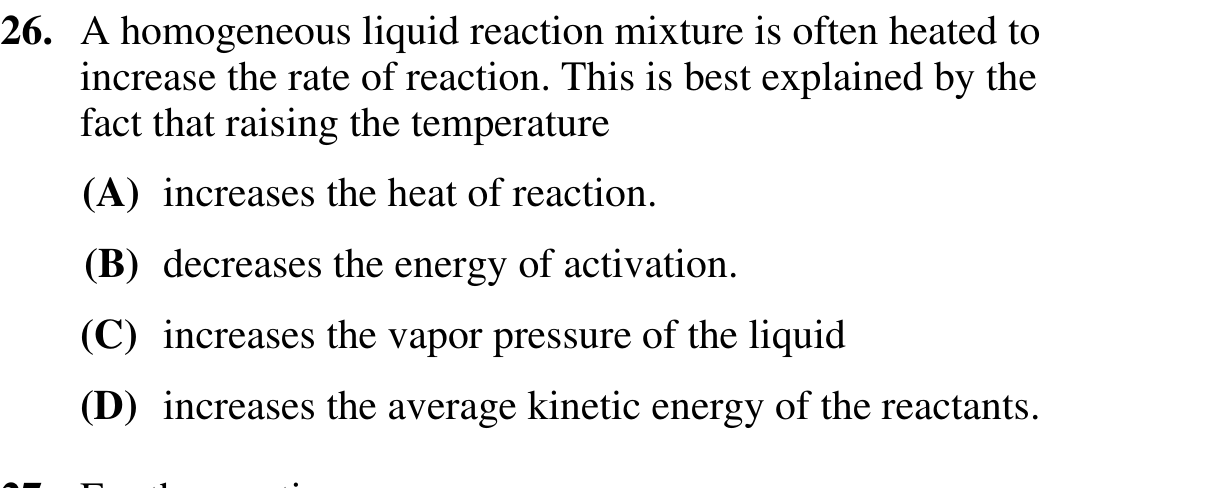 26. A homogeneous liquid reaction mixture is often heated to
increase the rate of reaction. This is best explained by the
fact that raising the temperature
(A) increases the heat of reaction.
(B) decreases the energy of activation.
(C) increases the vapor pressure of the liquid
(D) increases the average kinetic energy of the reactants.